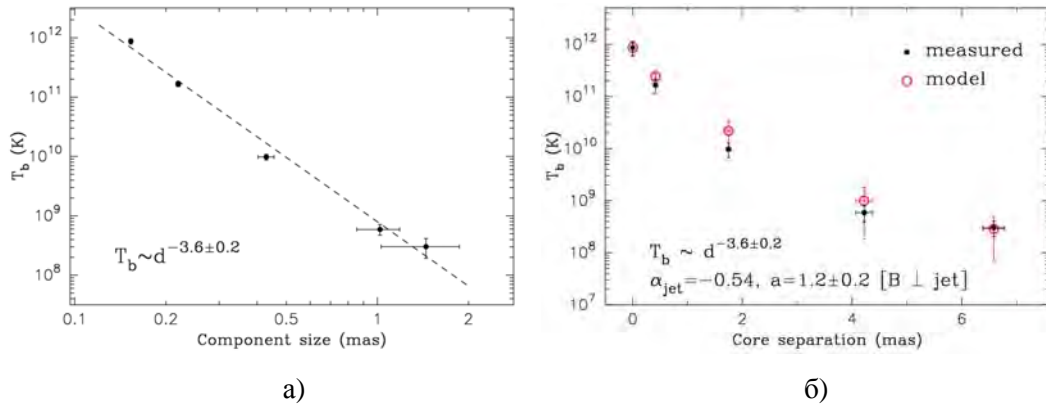 10¹²
10¹¹
10¹⁰
10⁹
10⁸
T_b (K)
T_b~d^−3.6±0.2
0.1 0.2 0.5 1 2
Component size (mas)
а)
10¹²
10¹¹
10¹⁰
10⁹
10⁸
10⁷
T_b (K)
measured
model
T_b ~ d^−3.6±0.2
α_jet=−0.54, a=1.2±0.2 [B ⊥ jet]
0 2 4 6
Core separation (mas)
б)